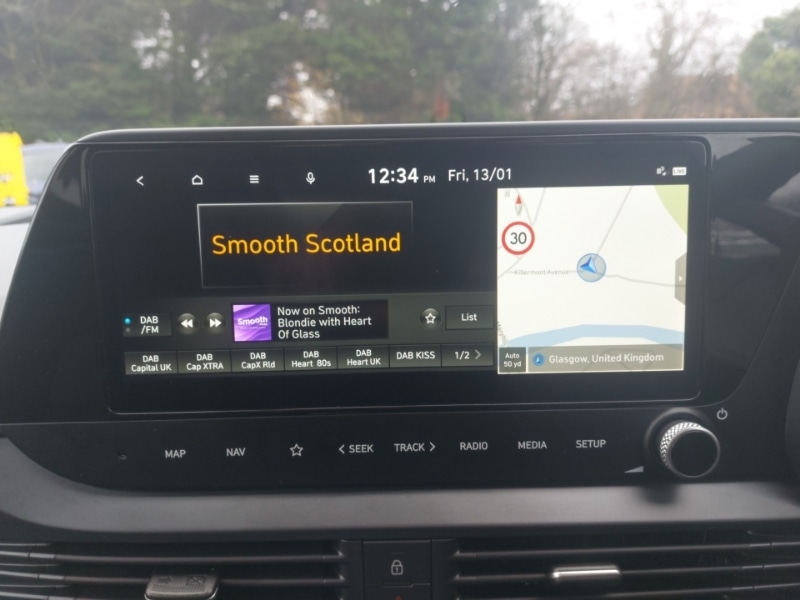 12:34 PM Fri, 13/01
LIVE
Smooth Scotland
N
30
Killermont Avenue
DAB
/FM
Smooth
Now on Smooth:
Blondie with Heart
Of Glass
List
DAB
Capital UK
DAB
Cap XTRA
DAB
CapX Rld
DAB
Heart 80s
DAB
Heart UK
DAB KISS
1/2
Auto
50 yd
Glasgow, United Kingdom
MAP
NAV
SEEK
TRACK
RADIO
MEDIA
SETUP